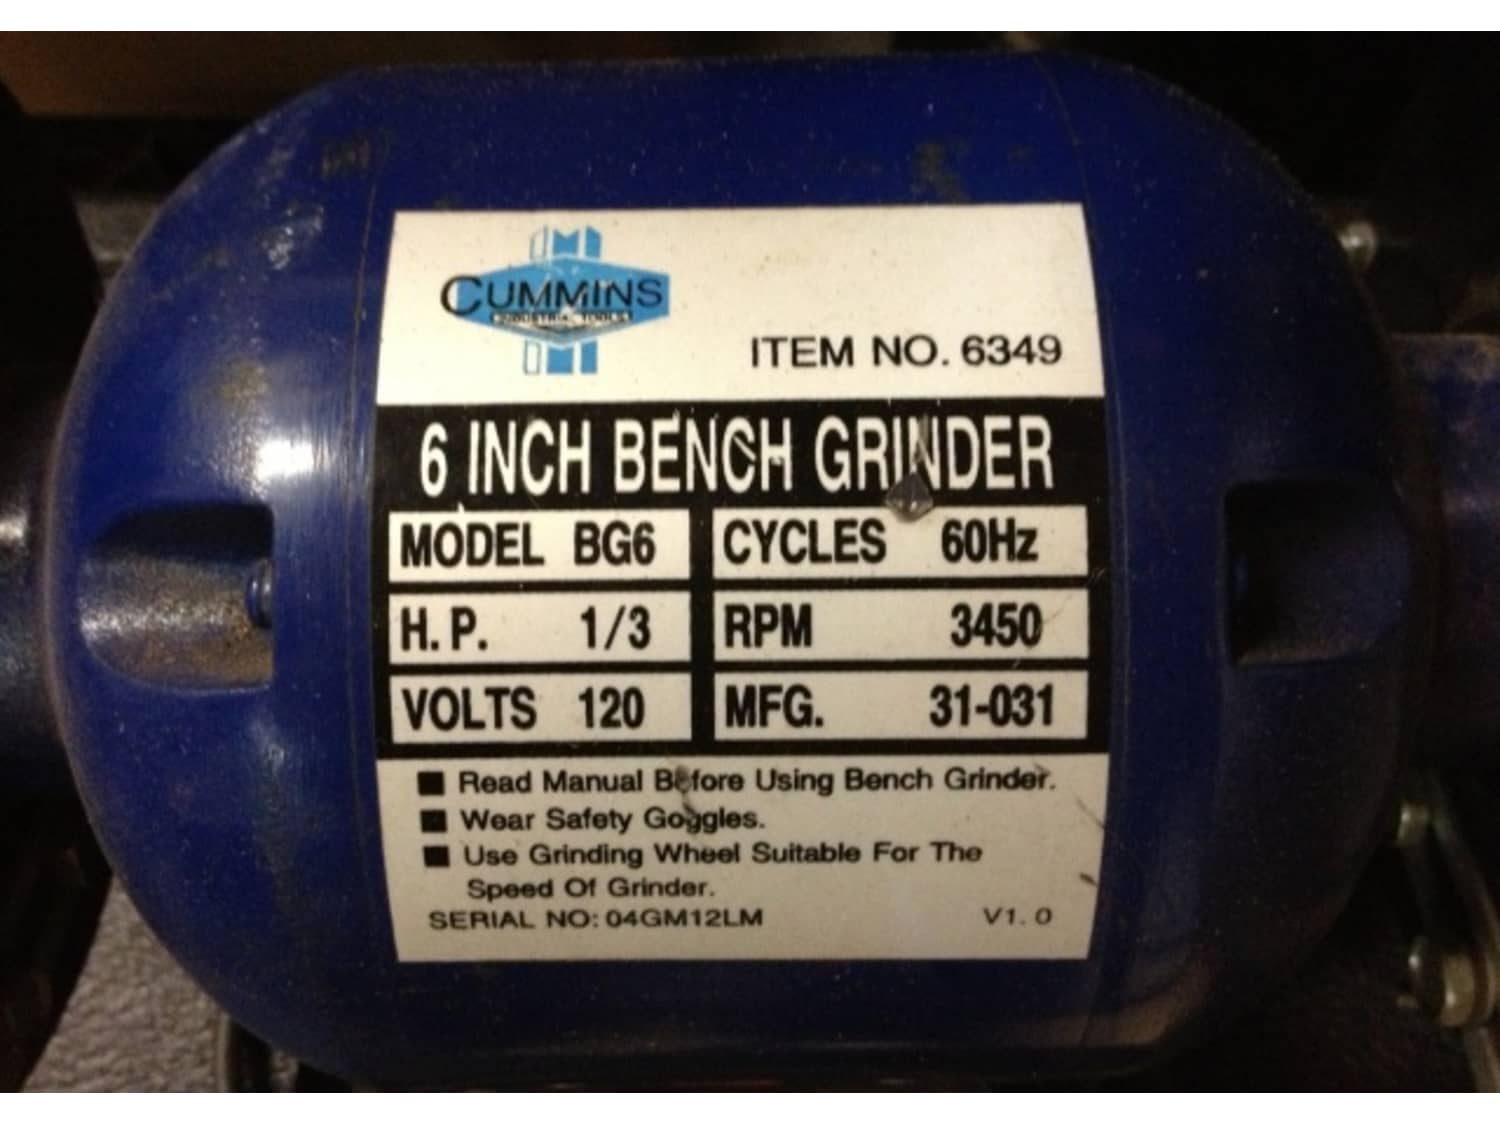 CUMMINS
INDUSTRIAL TOOLS
ITEM NO. 6349
6 INCH BENCH GRINDER
MODEL BG6 CYCLES 60Hz
H.P. 1/3 RPM 3450
VOLTS 120 MFG. 31-031
■ Read Manual Before Using Bench Grinder.
■ Wear Safety Goggles.
■ Use Grinding Wheel Suitable For The
Speed Of Grinder.
SERIAL NO: 04GM12LM V1.0